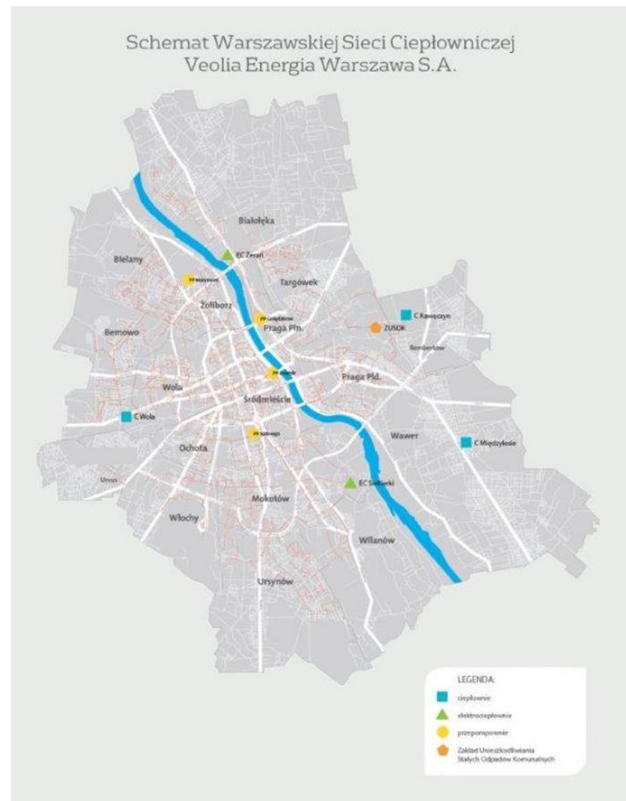 Schemat Warszawskiej Sieci Ciepłowniczej
Veolia Energia Warszawa S.A.
Białołęka
EC Żerań
Bielany
Targówek
Żoliborz
C Kawęczyn
Praga Płn.
ZUSOK
Bemowo
Rembertów
Wola
Praga Płd.
Śródmieście
C Wola
Wawer
C Międzylesie
Ochota
Ursus
EC Siekierki
Mokotów
Włochy
Wilanów
Ursynów
LEGENDA:
ciepłownie
elektrociepłownie
przepompownie
Zakład Unieszkodliwiania
Stałych Odpadów Komunalnych